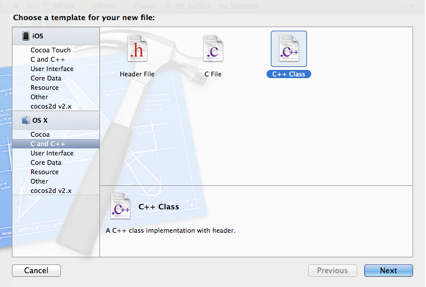 Choose a template for your new file:
iOS
Cocoa Touch
C and C++
User Interface
Core Data
Resource
Other
cocos2d v2.x
OS X
Cocoa
C and C++
User Interface
Core Data
Resource
Other
cocos2d v2.x
.h
.c
.C++
Header File
C File
C++ Class
.C++
C++ Class
A C++ class implementation with header.
Cancel
Previous
Next